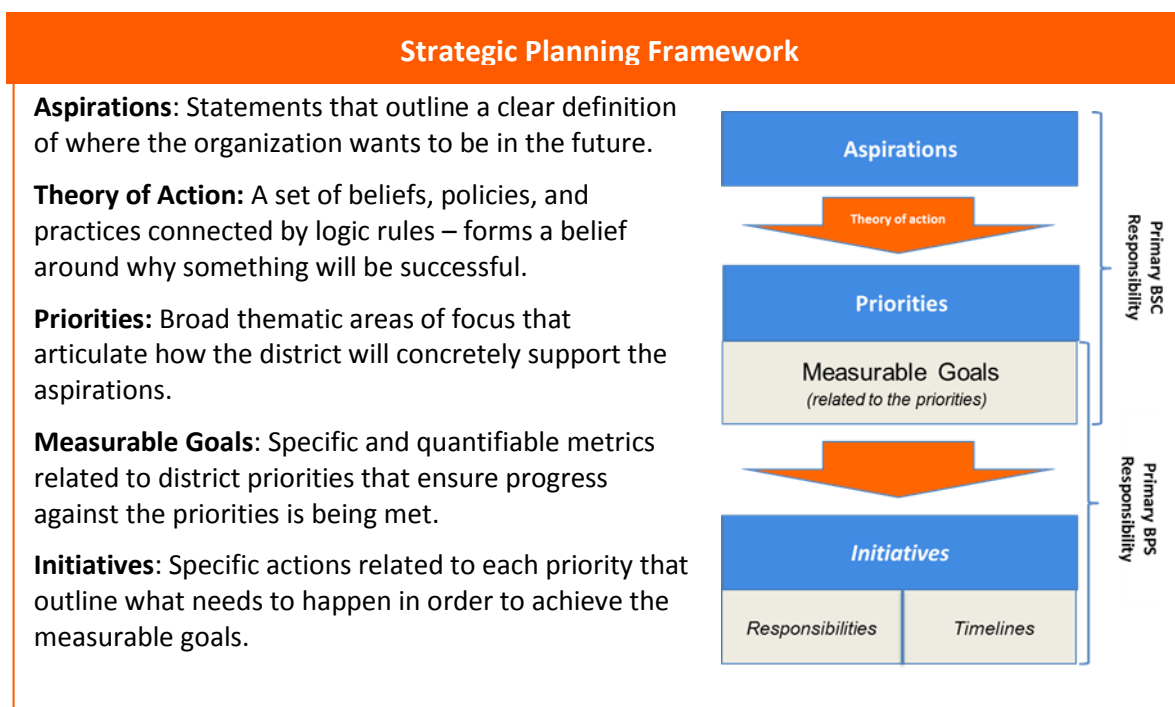 Strategic Planning Framework
Aspirations: Statements that outline a clear definition
of where the organization wants to be in the future.
Theory of Action: A set of beliefs, policies, and
practices connected by logic rules – forms a belief
around why something will be successful.
Priorities: Broad thematic areas of focus that
articulate how the district will concretely support the
aspirations.
Measurable Goals: Specific and quantifiable metrics
related to district priorities that ensure progress
against the priorities is being met.
Initiatives: Specific actions related to each priority that
outline what needs to happen in order to achieve the
measurable goals.
Aspirations
Theory of action
Priorities
Measurable Goals
(related to the priorities)
Initiatives
Responsibilities
Timelines
Primary BSC
Responsibility
Primary BPS
Responsibility